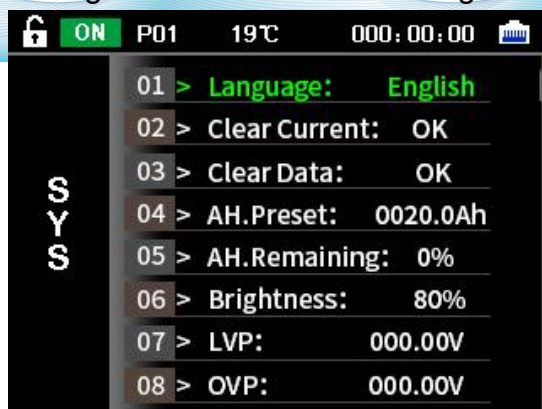 ON P01 19℃ 000:00:00
SYS
01 > Language: English
02 > Clear Current: OK
03 > Clear Data: OK
04 > AH.Preset: 0020.0Ah
05 > AH.Remaining: 0%
06 > Brightness: 80%
07 > LVP: 000.00V
08 > OVP: 000.00V